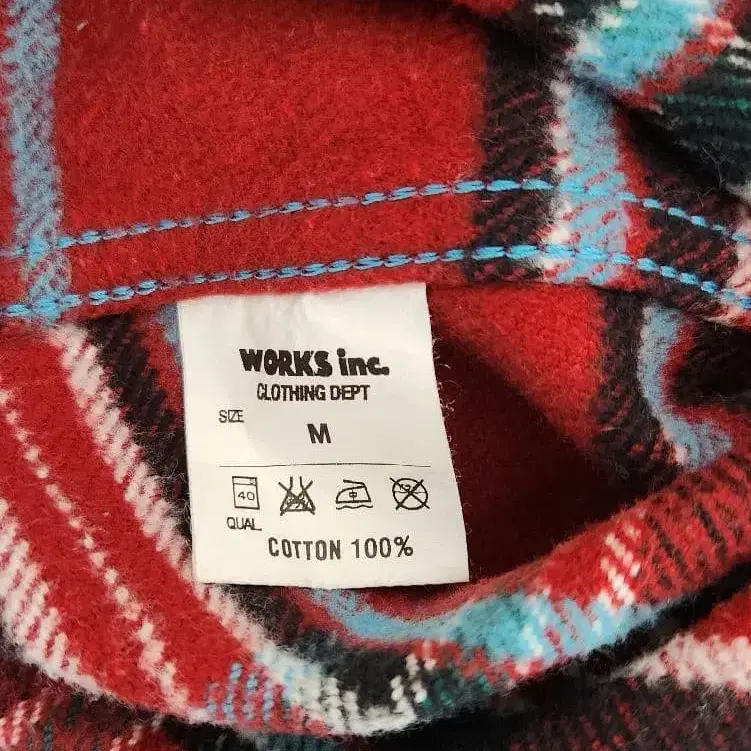 WORKS inc.
CLOTHING DEPT
SIZE
M
40
QUAL
COTTON 100%